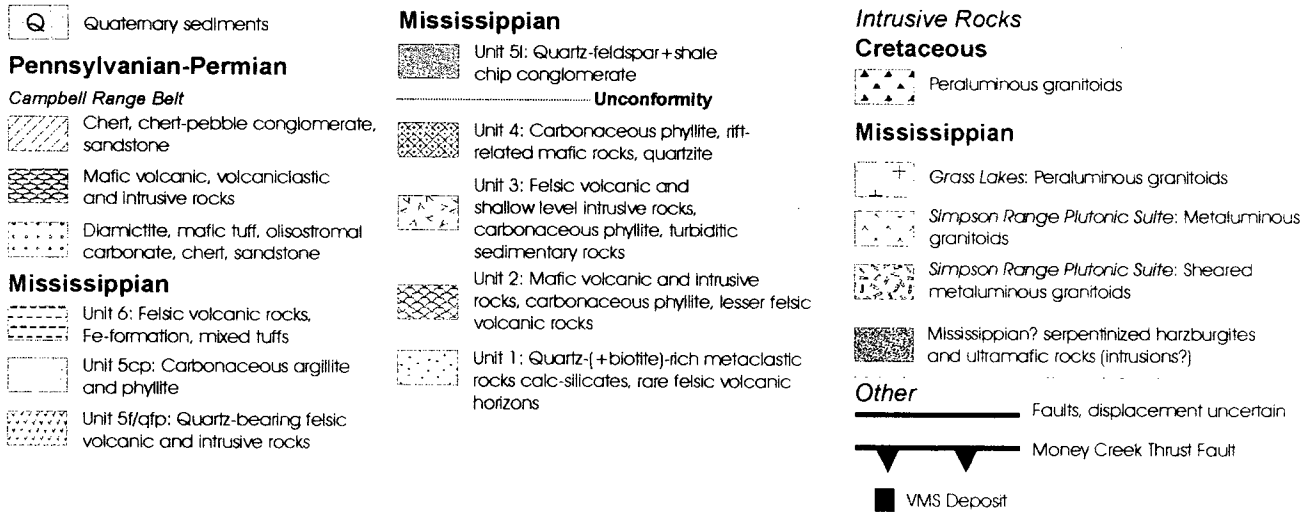 Q Quaternary sediments
Pennsylvanian-Permian
Campbell Range Belt
Chert, chert-pebble conglomerate,
sandstone
Mafic volcanic, volcaniclastic
and intrusive rocks
Diamictite, mafic tuff, olisostromal
carbonate, chert, sandstone
Mississippian
Unit 6: Felsic volcanic rocks,
Fe-formation, mixed tuffs
Unit 5cp: Carbonaceous argillite
and phyllite
Unit 5f/qfp: Quartz-bearing felsic
volcanic and intrusive rocks
Mississippian
Unit 5l: Quartz-feldspar+shale
chip conglomerate
Unconformity
Unit 4: Carbonaceous phyllite, rift-
related mafic rocks, quartzite
Unit 3: Felsic volcanic and
shallow level intrusive rocks,
carbonaceous phyllite, turbiditic
sedimentary rocks
Unit 2: Mafic volcanic and intrusive
rocks, carbonaceous phyllite, lesser felsic
volcanic rocks
Unit 1: Quartz-(+biotite)-rich metaclastic
rocks calc-silicates, rare felsic volcanic
horizons
Intrusive Rocks
Cretaceous
Peraluminous granitoids
Mississippian
Grass Lakes: Peraluminous granitoids
Simpson Range Plutonic Suite: Metaluminous
granitoids
Simpson Range Plutonic Suite: Sheared
metaluminous granitoids
Mississippian? serpentinized harzburgites
and ultramafic rocks (intrusions?)
Other
Faults, displacement uncertain
Money Creek Thrust Fault
VMS Deposit